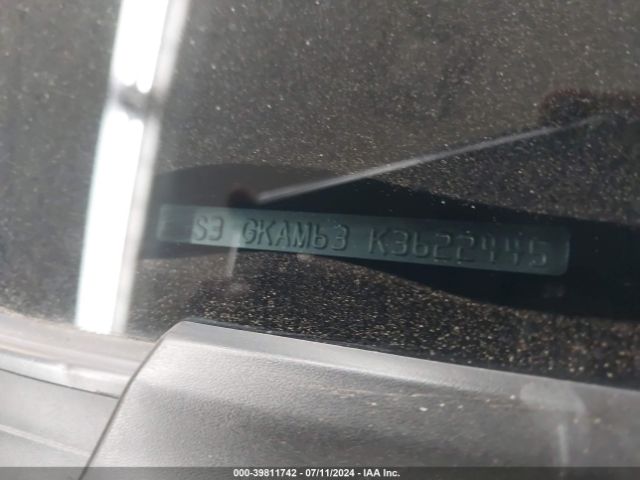 S3 GKAM63 K3622445
000-39811742 - 07/11/2024 - IAA Inc.